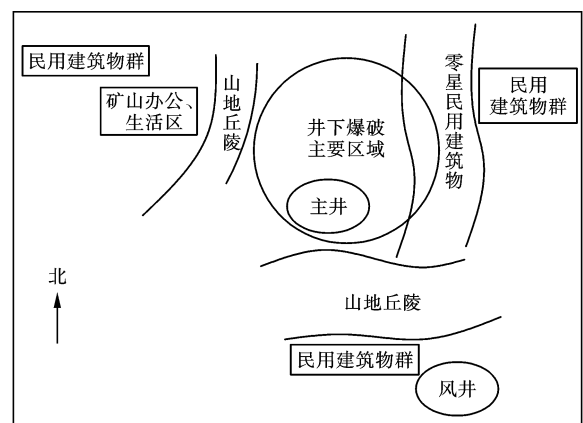 民用建筑物群
矿山办公、
生活区
山地丘陵
井下爆破
主要区域
主井
零星民用建筑物
民用
建筑物群
北
山地丘陵
民用建筑物群
风井